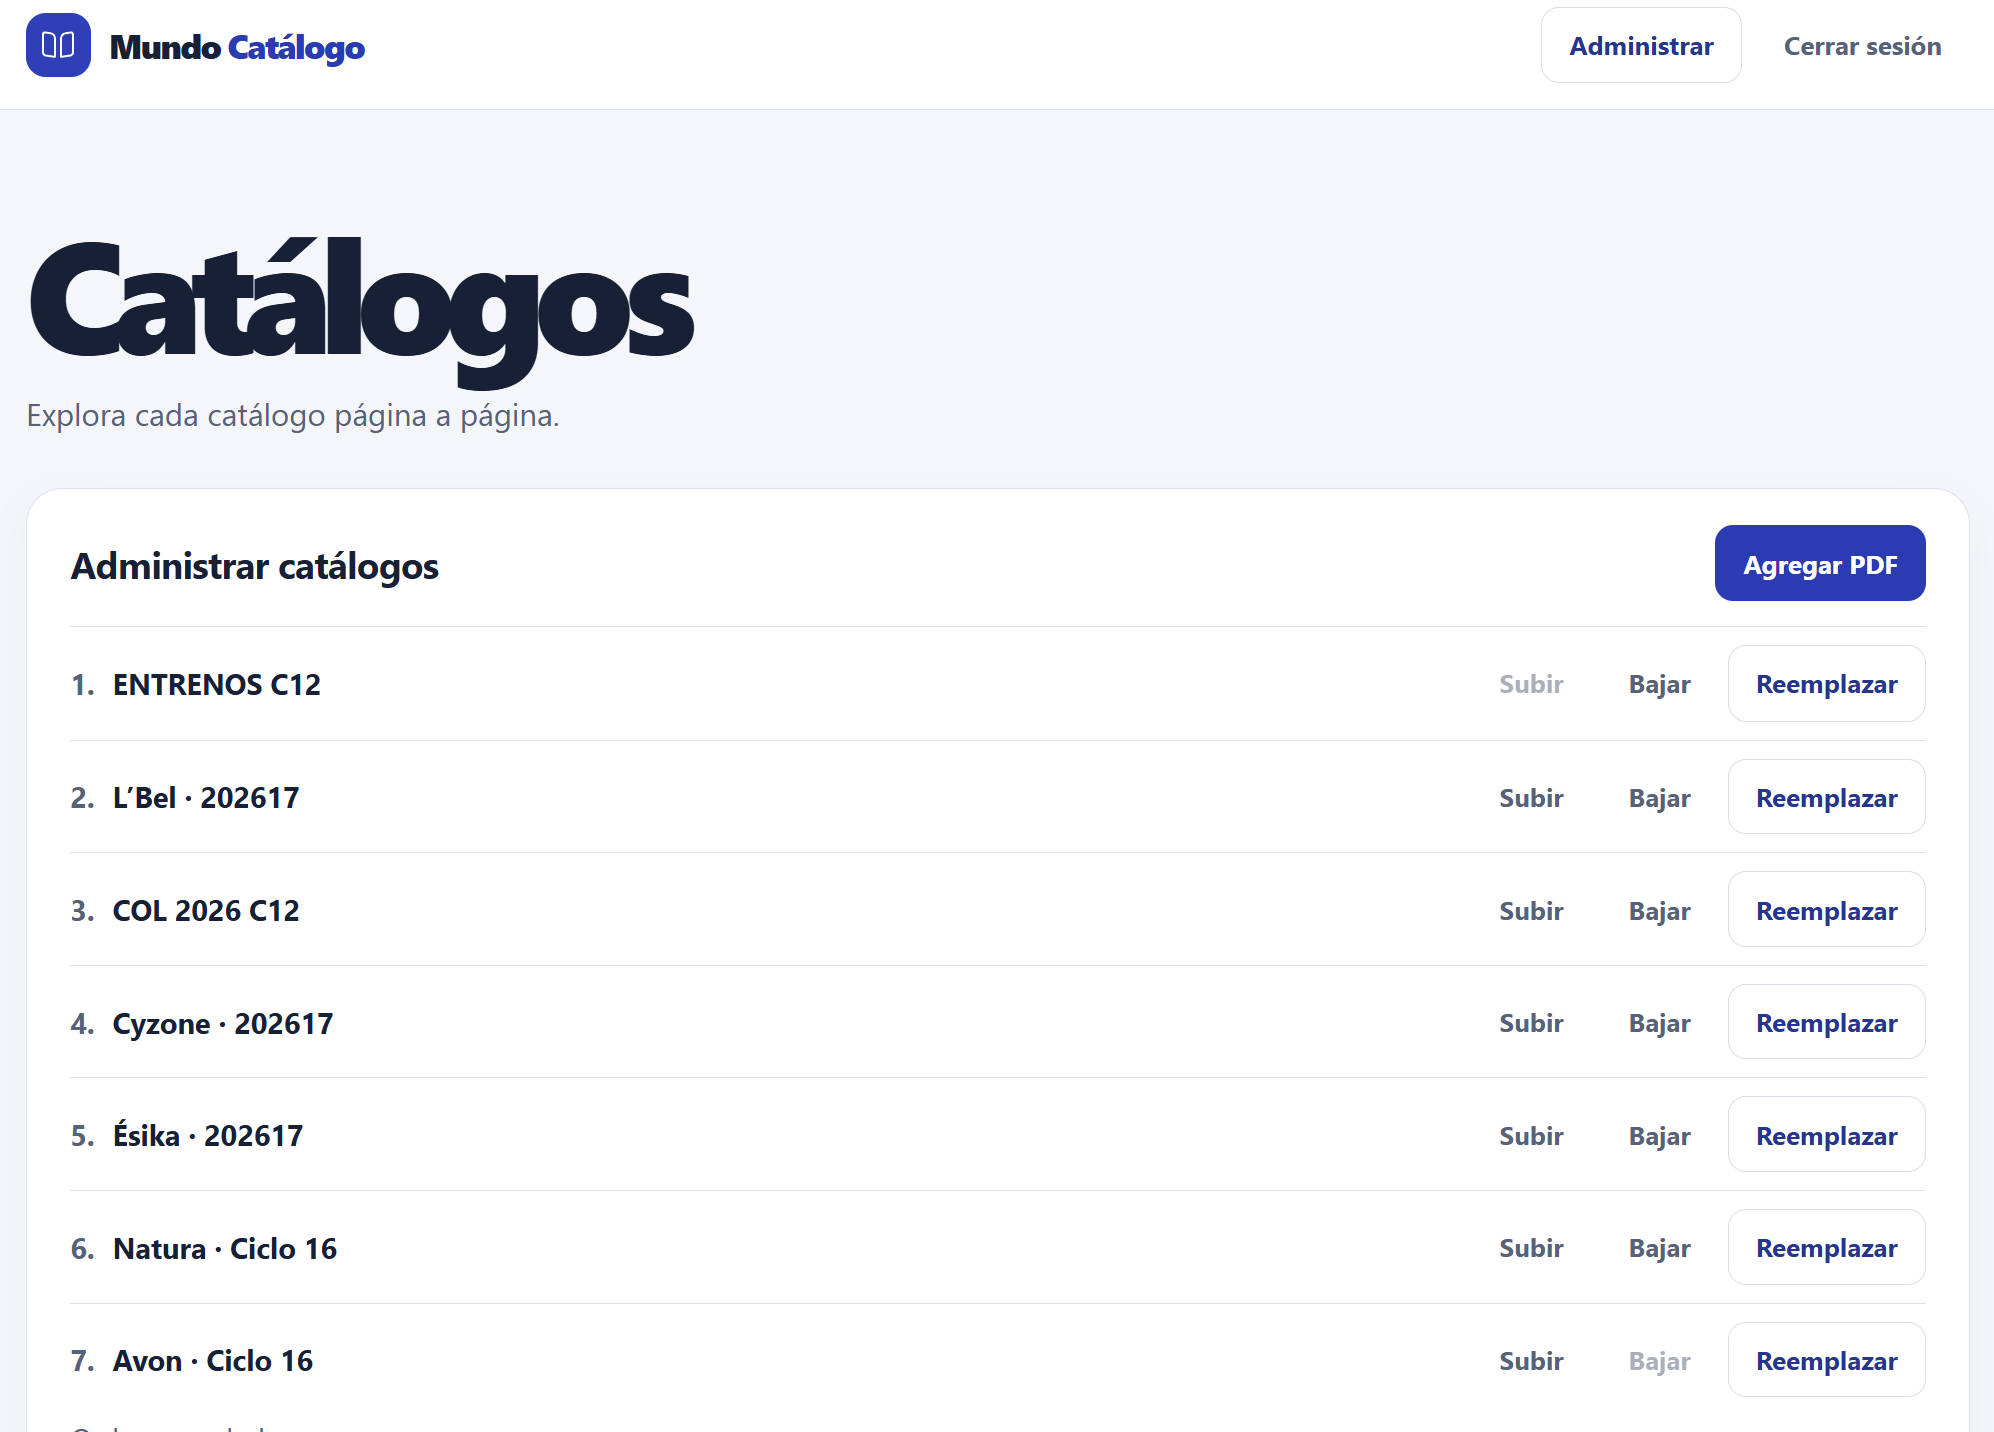 Mundo Catálogo
Administrar
Cerrar sesión
Catálogos
Explora cada catálogo página a página.
Administrar catálogos
Agregar PDF
1. ENTRENOS C12 Subir Bajar Reemplazar
2. L’Bel · 202617 Subir Bajar Reemplazar
3. COL 2026 C12 Subir Bajar Reemplazar
4. Cyzone · 202617 Subir Bajar Reemplazar
5. Ésika · 202617 Subir Bajar Reemplazar
6. Natura · Ciclo 16 Subir Bajar Reemplazar
7. Avon · Ciclo 16 Subir Bajar Reemplazar